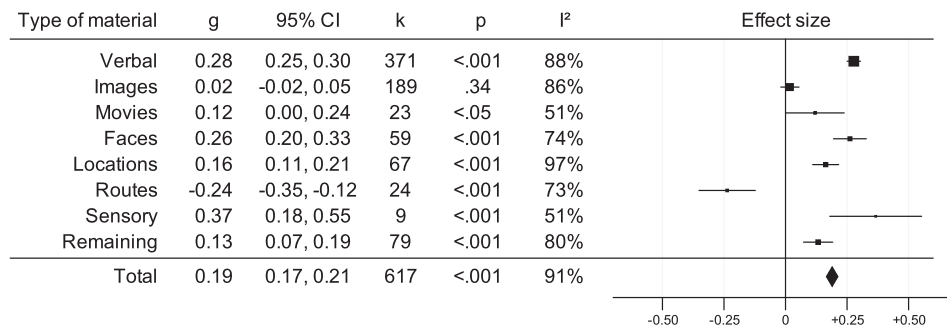 Type of material g 95% CI k p I² Effect size
Verbal 0.28 0.25, 0.30 371 <.001 88%
Images 0.02 -0.02, 0.05 189 .34 86%
Movies 0.12 0.00, 0.24 23 <.05 51%
Faces 0.26 0.20, 0.33 59 <.001 74%
Locations 0.16 0.11, 0.21 67 <.001 97%
Routes -0.24 -0.35, -0.12 24 <.001 73%
Sensory 0.37 0.18, 0.55 9 <.001 51%
Remaining 0.13 0.07, 0.19 79 <.001 80%
Total 0.19 0.17, 0.21 617 <.001 91%
-0.50 -0.25 0 +0.25 +0.50